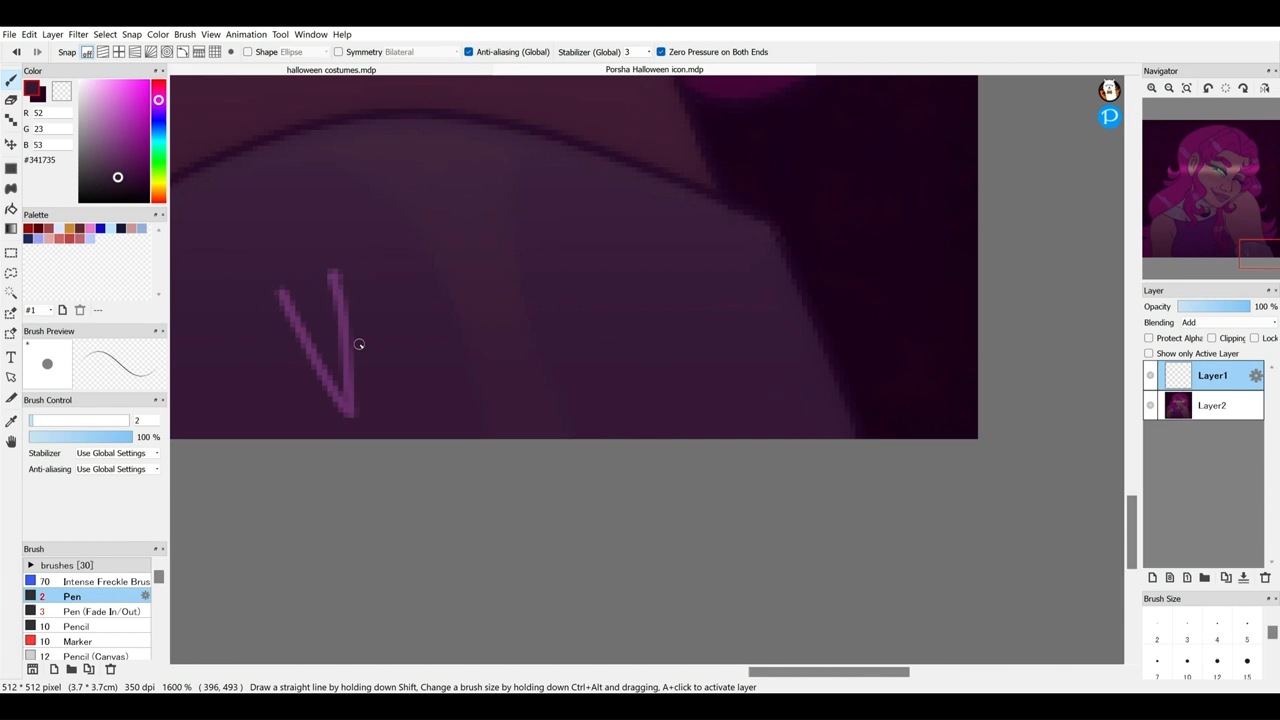 File Edit Layer Filter Select Snap Color Brush View Animation Tool Window Help
Snap off Shape Ellipse Symmetry Bilateral Anti-aliasing (Global) Stabilizer (Global) 3 Zero Pressure on Both Ends
Color
halloween costumes.mdp
Porsha Halloween icon.mdp
Navigator
R 52
G 23
B 53
#341735
Palette
#1
---
Brush Preview
Brush Control
2
100 %
Stabilizer Use Global Settings
Anti-aliasing Use Global Settings
Brush
brushes [30]
70 Intense Freckle Brus
2 Pen
3 Pen (Fade In/Out)
10 Pencil
10 Marker
12 Pencil (Canvas)
Layer
Opacity 100 %
Blending Add
Protect Alpha Clipping Lock
Show only Active Layer
Layer1
Layer2
Brush Size
2 3 4 5
7 10 12 15
512 * 512 pixel (3.7 * 3.7cm) 350 dpi 1600 % ( 396, 493 ) Draw a straight line by holding down Shift, Change a brush size by holding down Ctrl+Alt and dragging, A+click to activate layer